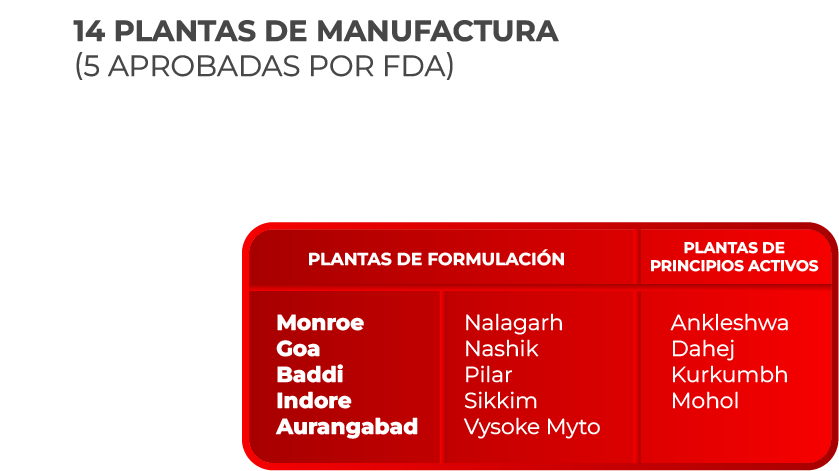 14 PLANTAS DE MANUFACTURA
(5 APROBADAS POR FDA)
PLANTAS DE FORMULACIÓN
PLANTAS DE
PRINCIPIOS ACTIVOS
Monroe
Goa
Baddi
Indore
Aurangabad
Nalagarh
Nashik
Pilar
Sikkim
Vysoke Myto
Ankleshwa
Dahej
Kurkumbh
Mohol